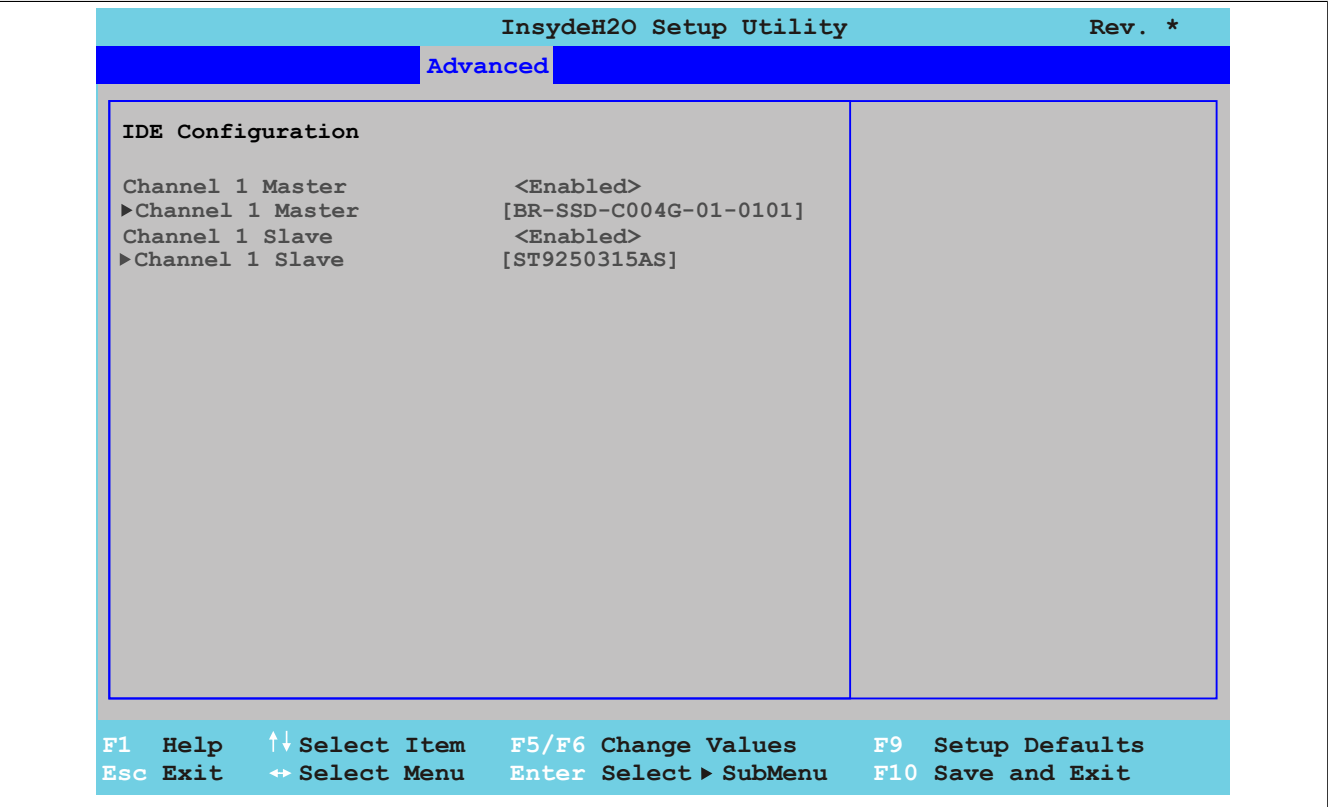 InsydeH2O Setup Utility Rev. *
Advanced
IDE Configuration
Channel 1 Master <Enabled>
▶Channel 1 Master [BR-SSD-C004G-01-0101]
Channel 1 Slave <Enabled>
▶Channel 1 Slave [ST9250315AS]
F1 Help ↑↓ Select Item F5/F6 Change Values F9 Setup Defaults
Esc Exit ↔ Select Menu Enter Select ▶ SubMenu F10 Save and Exit